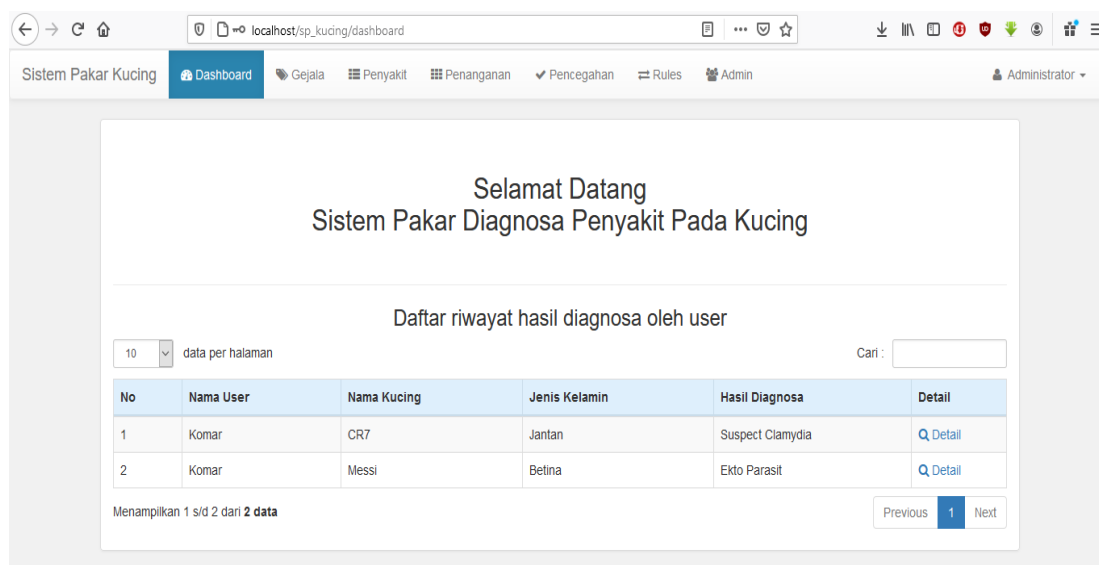 localhost/sp_kucing/dashboard
Sistem Pakar Kucing Dashboard Gejala Penyakit Penanganan Pencegahan Rules Admin Administrator
Selamat Datang
Sistem Pakar Diagnosa Penyakit Pada Kucing
Daftar riwayat hasil diagnosa oleh user
10 data per halaman Cari :
No Nama User Nama Kucing Jenis Kelamin Hasil Diagnosa Detail
1 Komar CR7 Jantan Suspect Clamydia Detail
2 Komar Messi Betina Ekto Parasit Detail
Menampilkan 1 s/d 2 dari 2 data Previous 1 Next